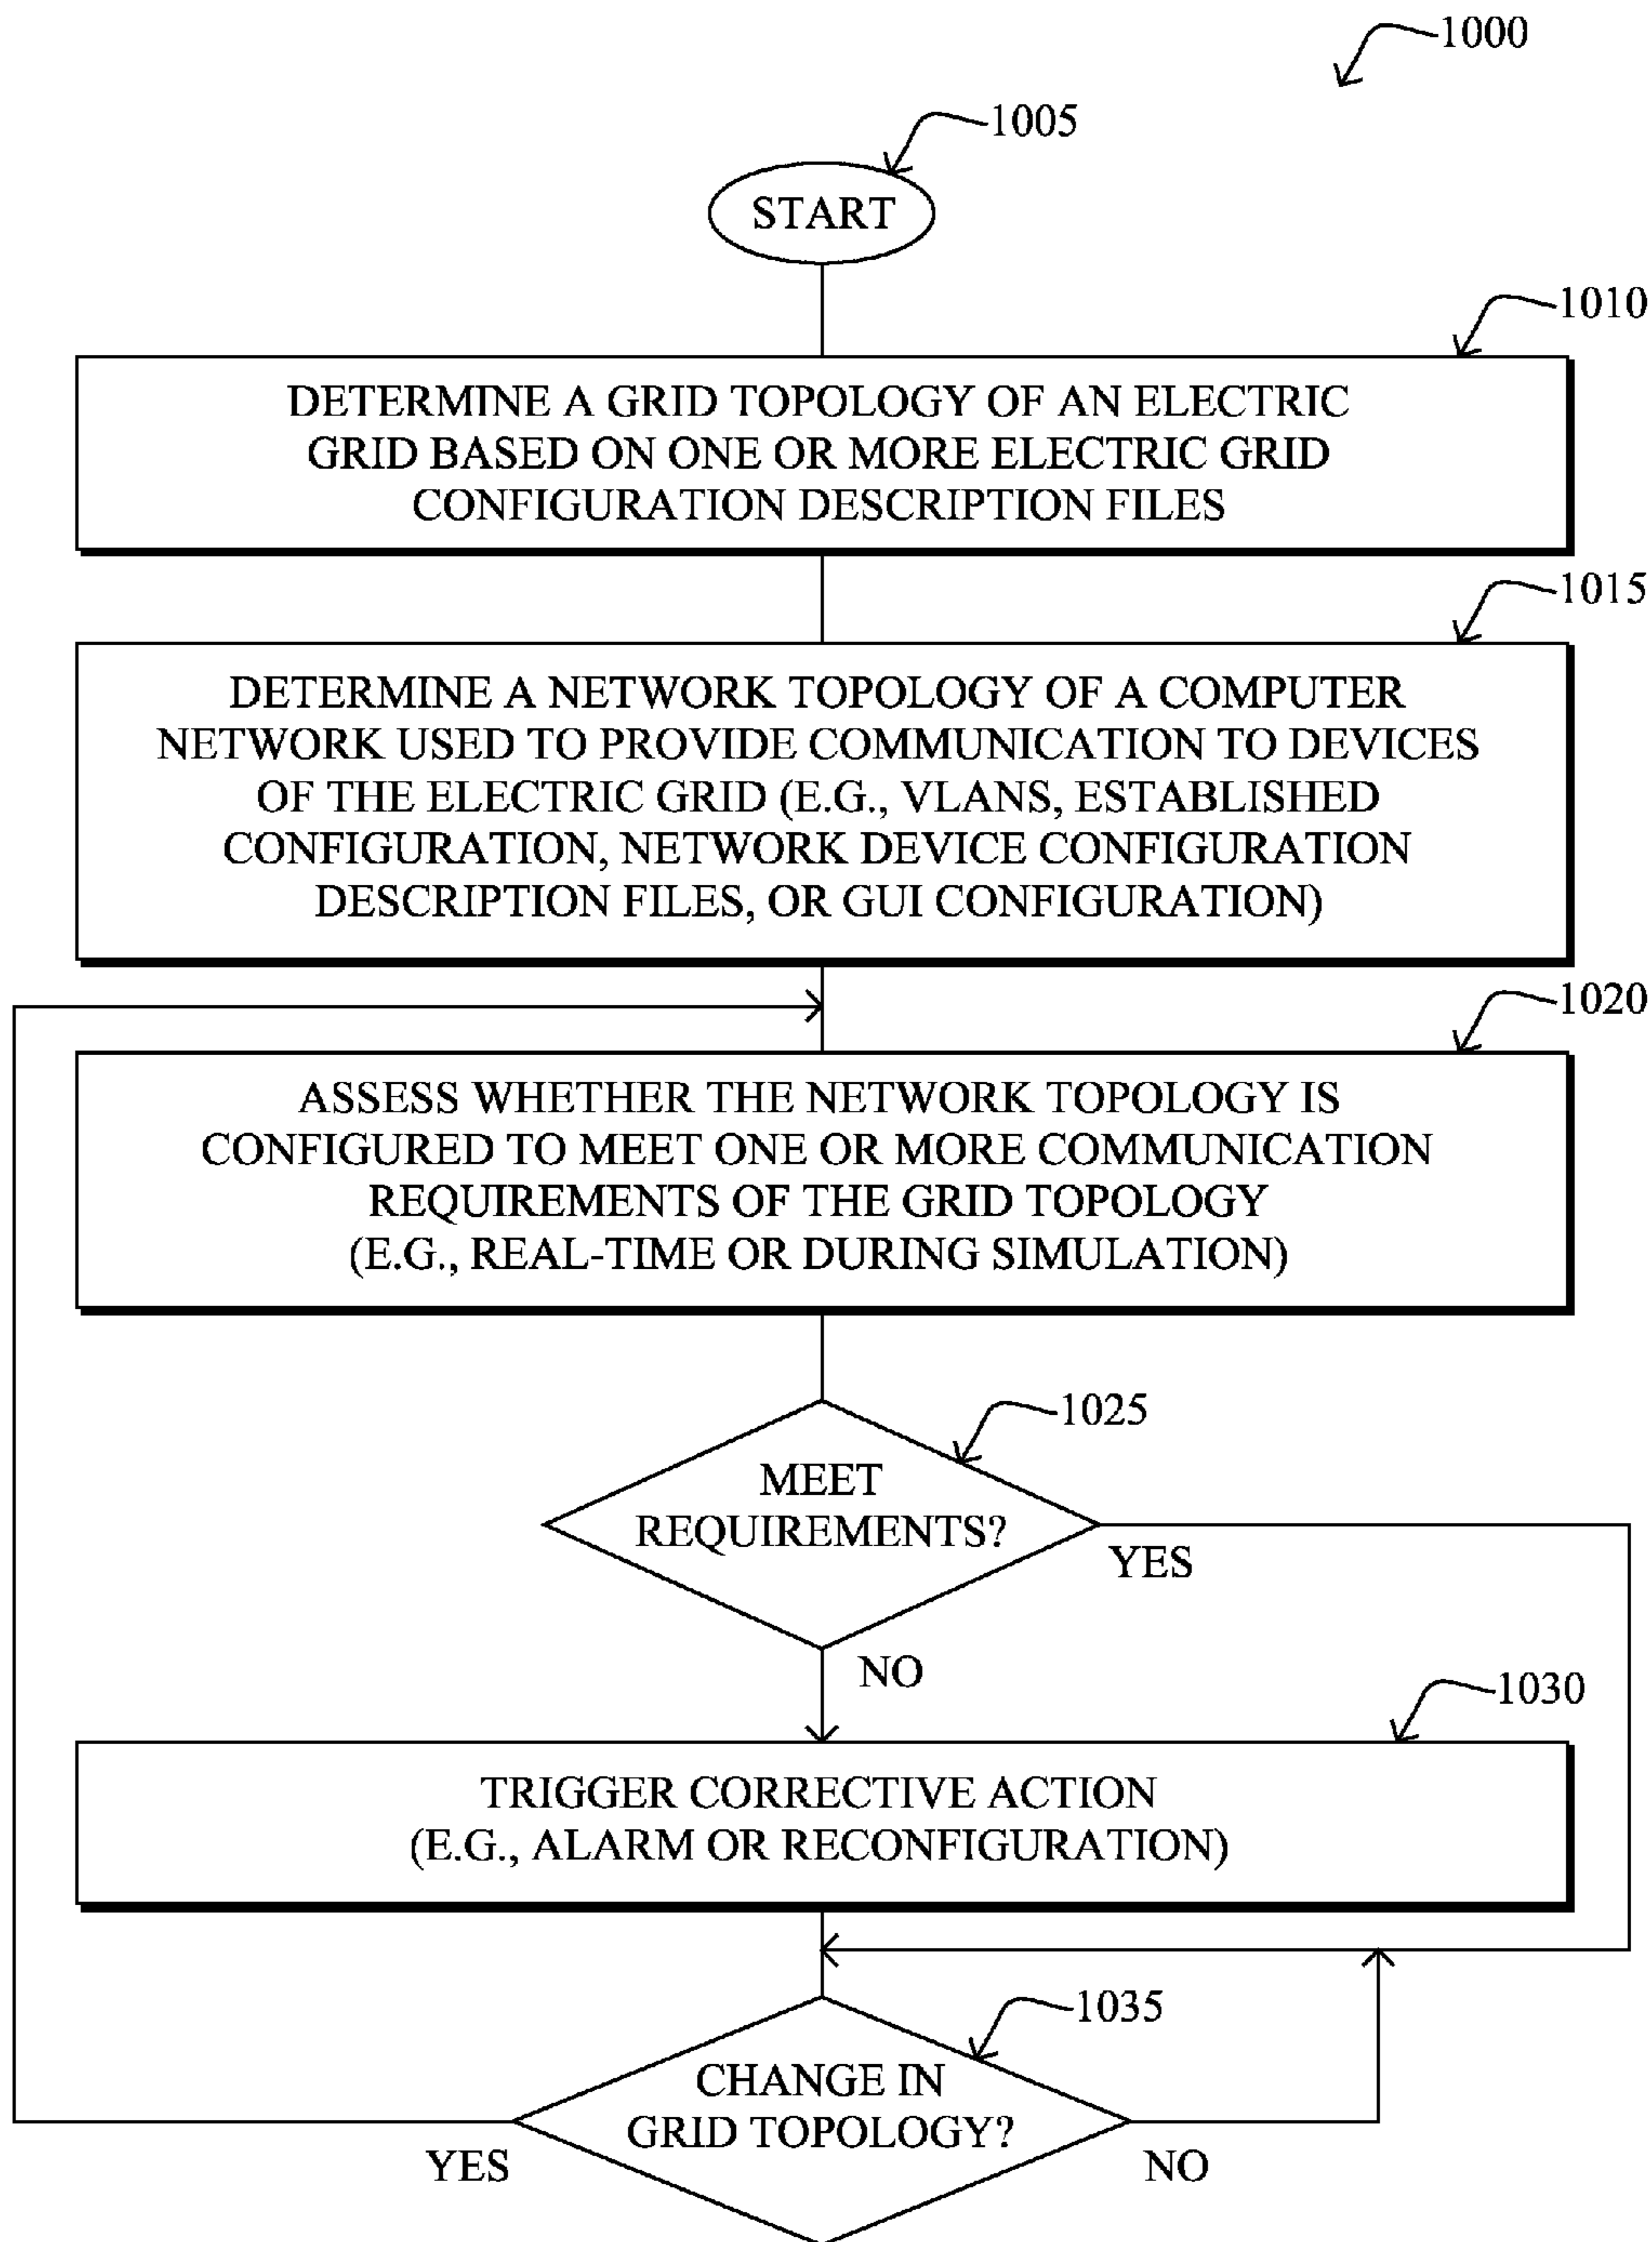 1000
1005
START
1010
DETERMINE A GRID TOPOLOGY OF AN ELECTRIC
GRID BASED ON ONE OR MORE ELECTRIC GRID
CONFIGURATION DESCRIPTION FILES
1015
DETERMINE A NETWORK TOPOLOGY OF A COMPUTER
NETWORK USED TO PROVIDE COMMUNICATION TO DEVICES
OF THE ELECTRIC GRID (E.G., VLANS, ESTABLISHED
CONFIGURATION, NETWORK DEVICE CONFIGURATION
DESCRIPTION FILES, OR GUI CONFIGURATION)
1020
ASSESS WHETHER THE NETWORK TOPOLOGY IS
CONFIGURED TO MEET ONE OR MORE COMMUNICATION
REQUIREMENTS OF THE GRID TOPOLOGY
(E.G., REAL-TIME OR DURING SIMULATION)
1025
MEET
REQUIREMENTS?
YES
NO
1030
TRIGGER CORRECTIVE ACTION
(E.G., ALARM OR RECONFIGURATION)
1035
CHANGE IN
GRID TOPOLOGY?
YES
NO